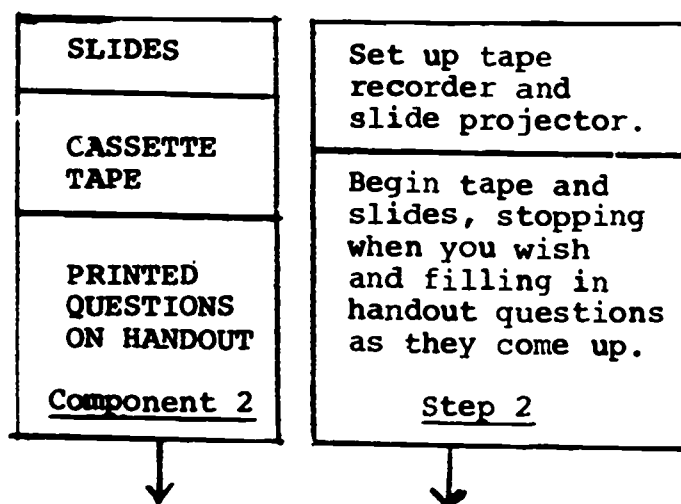 SLIDES
CASSETTE
TAPE
PRINTED
QUESTIONS
ON HANDOUT
Component 2
Set up tape
recorder and
slide projector.
Begin tape and
slides, stopping
when you wish
and filling in
handout questions
as they come up.
Step 2